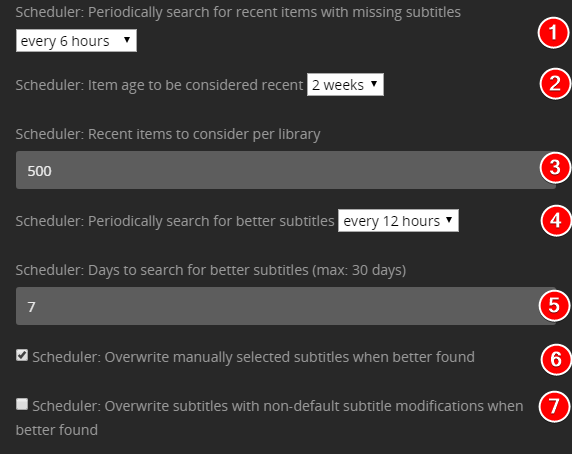 Scheduler: Periodically search for recent items with missing subtitles
every 6 hours
1
Scheduler: Item age to be considered recent 2 weeks
2
Scheduler: Recent items to consider per library
500
3
Scheduler: Periodically search for better subtitles every 12 hours
4
Scheduler: Days to search for better subtitles (max: 30 days)
7
5
Scheduler: Overwrite manually selected subtitles when better found
6
Scheduler: Overwrite subtitles with non-default subtitle modifications when
7
better found